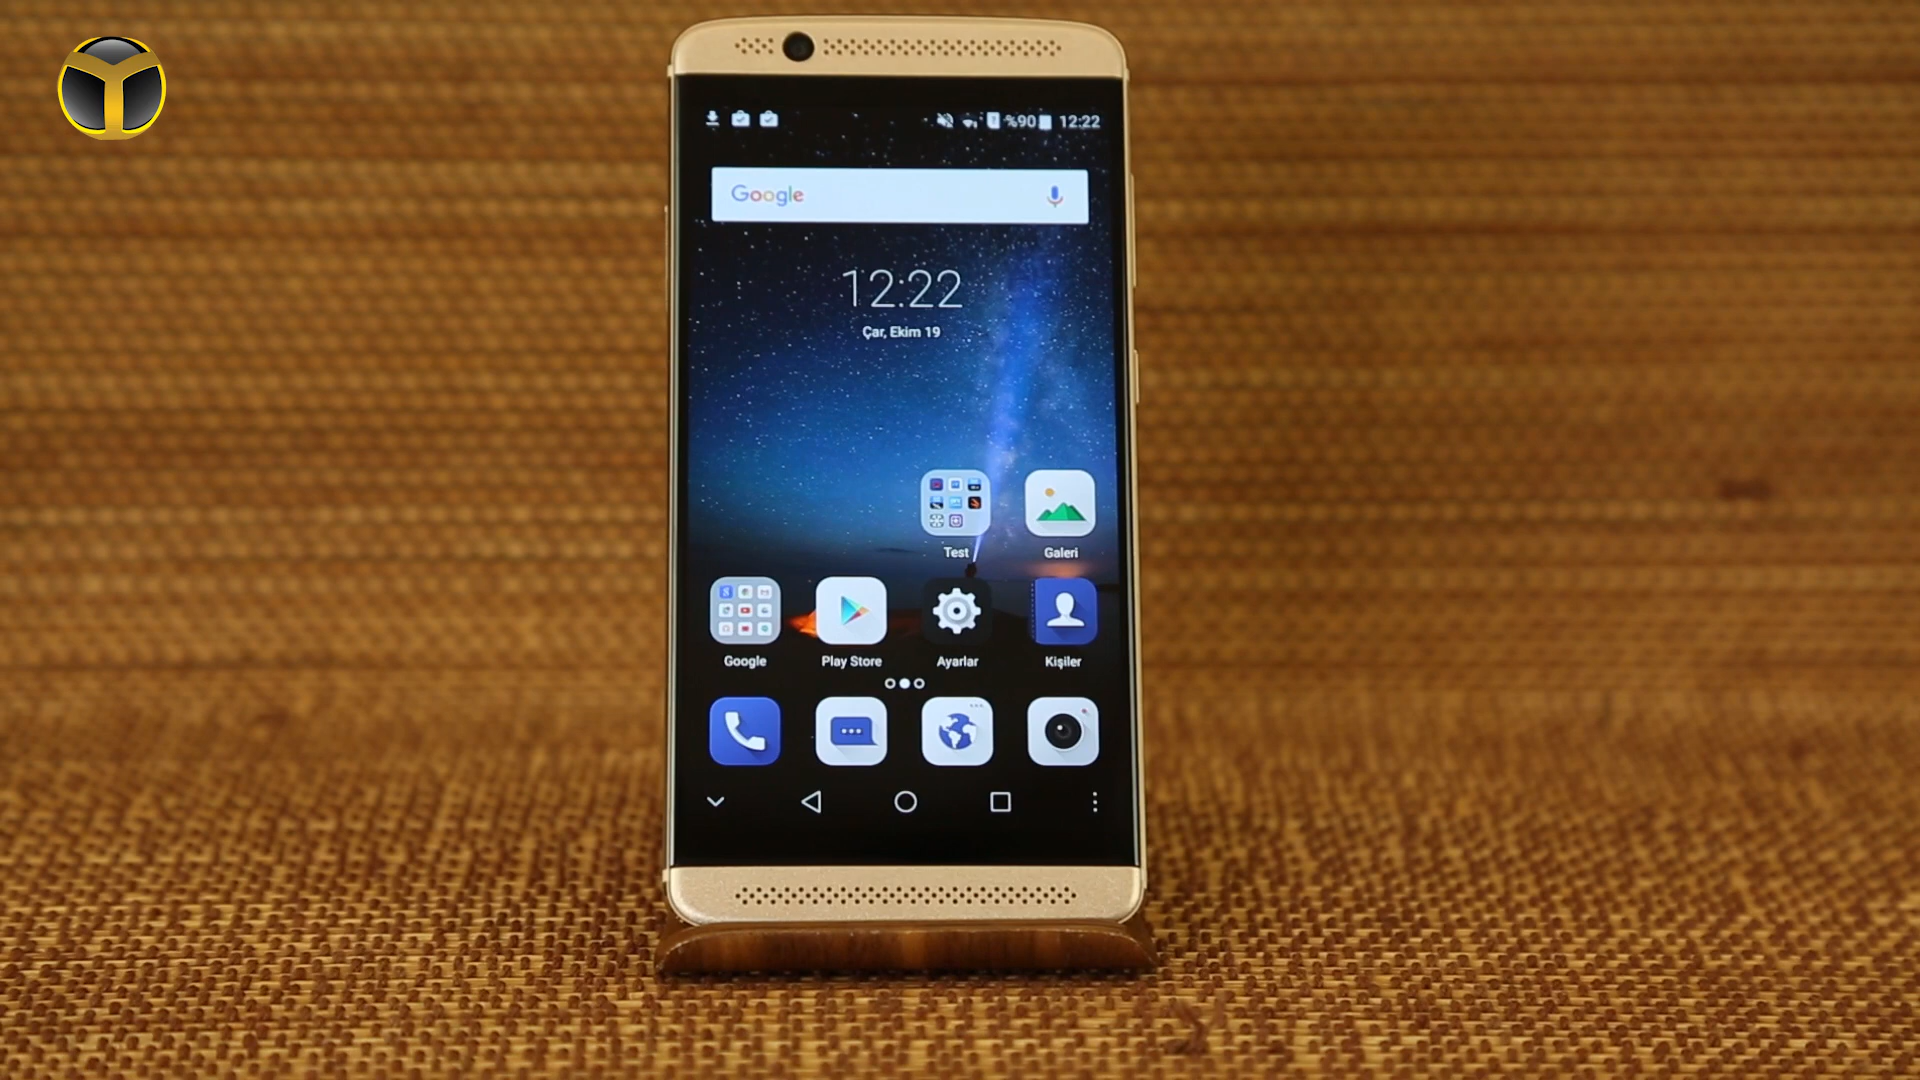 %90 12:22
Google
12:22
Çar, Ekim 19
Test Galeri
Google Play Store Ayarlar Kişiler